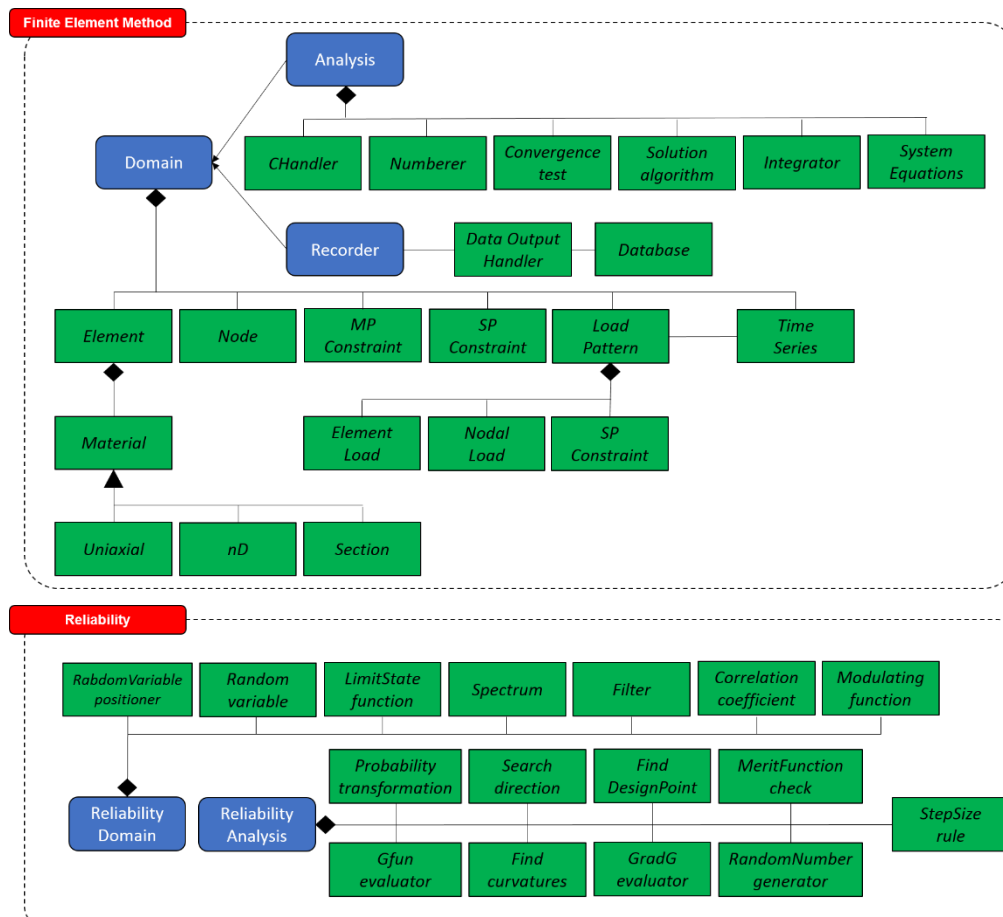 Finite Element Method
Analysis
CHandler
Numberer
Convergence
test
Solution
algorithm
Integrator
System
Equations
Domain
Recorder
Data Output
Handler
Database
Element
Node
MP
Constraint
SP
Constraint
Load
Pattern
Time
Series
Material
Element
Load
Nodal
Load
SP
Constraint
Uniaxial
nD
Section
Reliability
RabdomVariable
positioner
Random
variable
LimitState
function
Spectrum
Filter
Correlation
coefficient
Modulating
function
Probability
transformation
Search
direction
Find
DesignPoint
MeritFunction
check
Reliability
Domain
Reliability
Analysis
StepSize
rule
Gfun
evaluator
Find
curvatures
GradG
evaluator
RandomNumber
generator